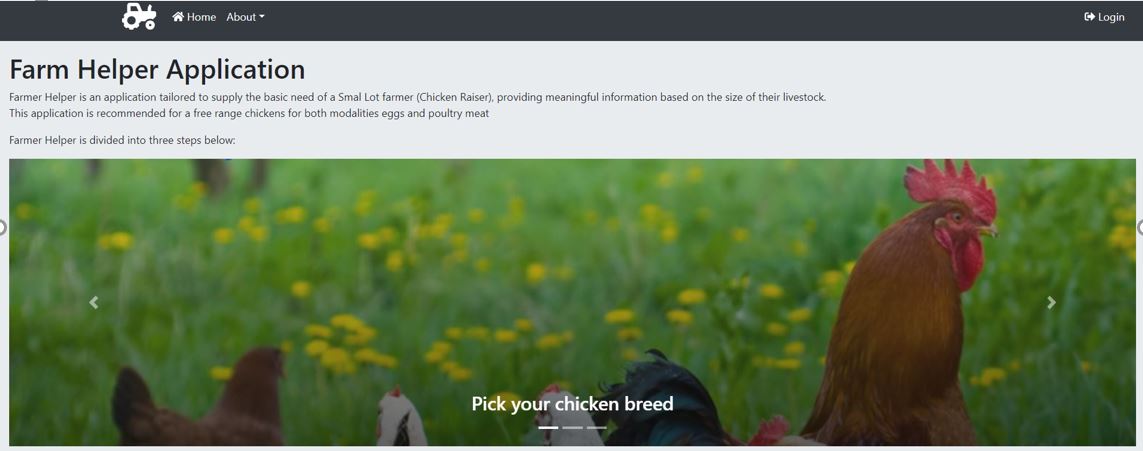 Home About Login
Farm Helper Application
Farmer Helper is an application tailored to supply the basic need of a Smal Lot farmer (Chicken Raiser), providing meaningful information based on the size of their livestock.
This application is recommended for a free range chickens for both modalities eggs and poultry meat
Farmer Helper is divided into three steps below:
Pick your chicken breed